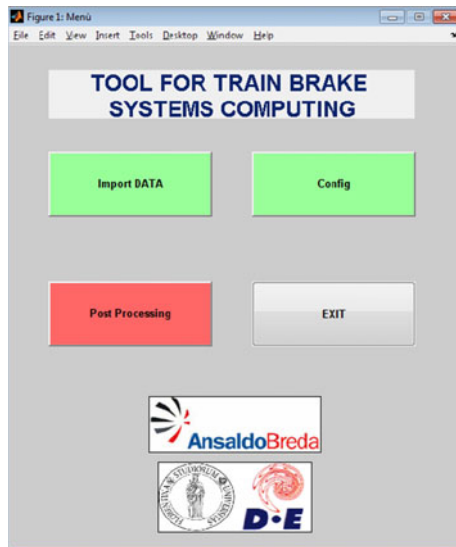 Figure 1: Menù
File Edit View Insert Tools Desktop Window Help
TOOL FOR TRAIN BRAKE
SYSTEMS COMPUTING
Import DATA
Config
Post Processing
EXIT
AnsaldoBreda
D·E